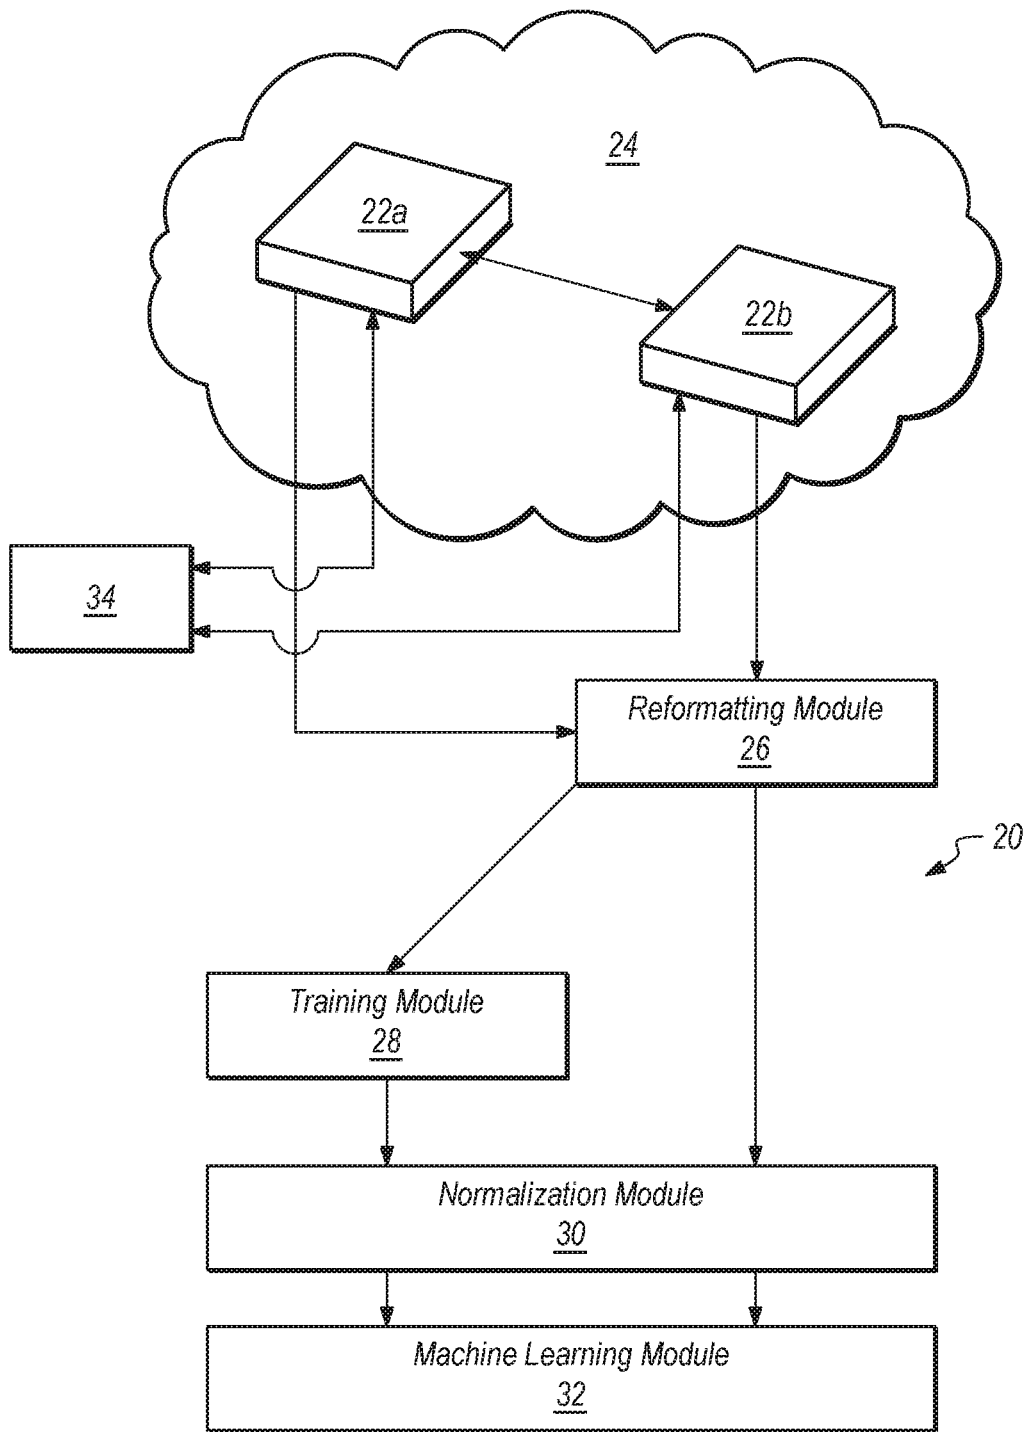 24
22a
22b
34
Reformatting Module
26
20
Training Module
28
Normalization Module
30
Machine Learning Module
32